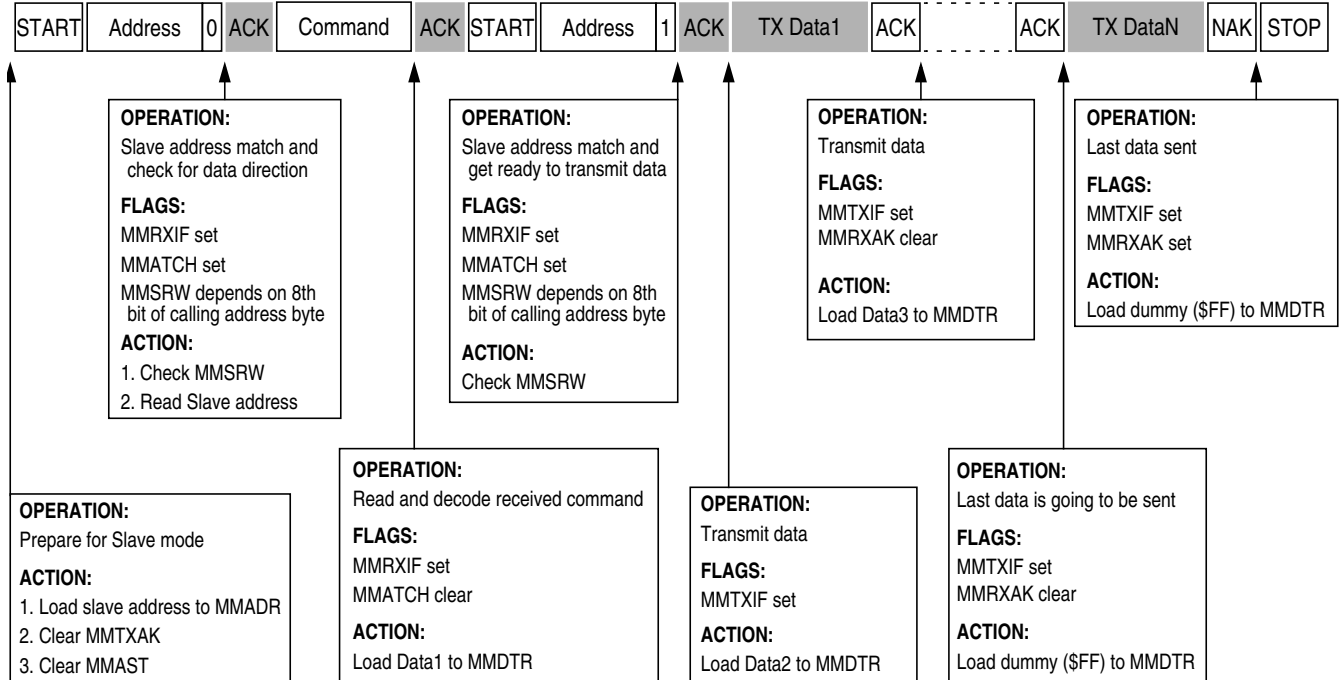 START Address 0 ACK Command ACK START Address 1 ACK TX Data1 ACK ACK TX DataN NAK STOP
OPERATION:
Slave address match and
check for data direction
FLAGS:
MMRXIF set
MMATCH set
MMSRW depends on 8th
bit of calling address byte
ACTION:
1. Check MMSRW
2. Read Slave address
OPERATION:
Slave address match and
get ready to transmit data
FLAGS:
MMRXIF set
MMATCH set
MMSRW depends on 8th
bit of calling address byte
ACTION:
Check MMSRW
OPERATION:
Transmit data
FLAGS:
MMTXIF set
MMRXAK clear
ACTION:
Load Data3 to MMDTR
OPERATION:
Last data sent
FLAGS:
MMTXIF set
MMRXAK set
ACTION:
Load dummy ($FF) to MMDTR
OPERATION:
Prepare for Slave mode
ACTION:
1. Load slave address to MMADR
2. Clear MMTXAK
3. Clear MMAST
OPERATION:
Read and decode received command
FLAGS:
MMRXIF set
MMATCH clear
ACTION:
Load Data1 to MMDTR
OPERATION:
Transmit data
FLAGS:
MMTXIF set
ACTION:
Load Data2 to MMDTR
OPERATION:
Last data is going to be sent
FLAGS:
MMTXIF set
MMRXAK clear
ACTION:
Load dummy ($FF) to MMDTR